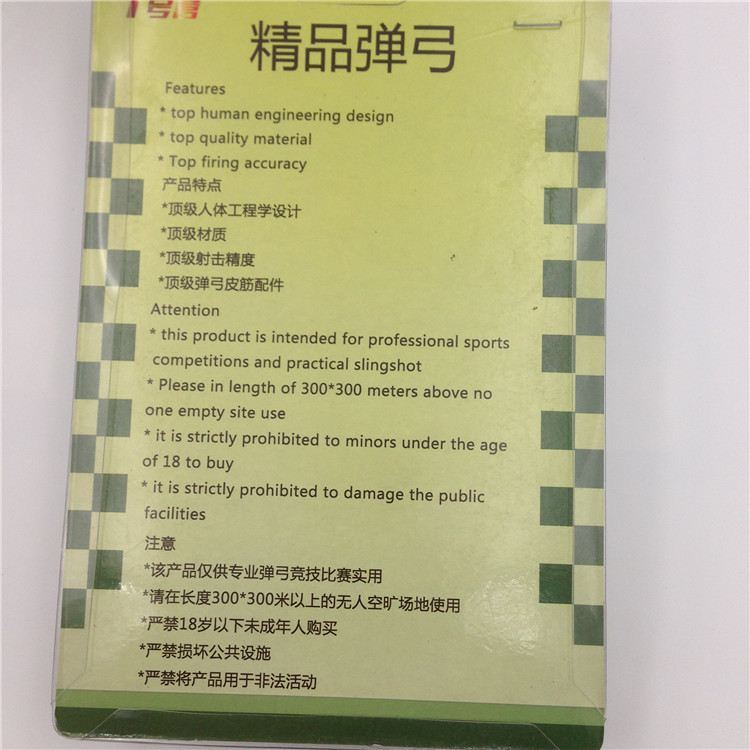 精品弹弓
Features
* top human engineering design
* top quality material
* Top firing accuracy
产品特点
*顶级人体工程学设计
*顶级材质
*顶级射击精度
*顶级弹弓皮筋配件
Attention
* this product is intended for professional sports
competitions and practical slingshot
* Please in length of 300*300 meters above no
one empty site use
* it is strictly prohibited to minors under the age
of 18 to buy
* it is strictly prohibited to damage the public
facilities
注意
*该产品仅供专业弹弓竞技比赛实用
*请在长度300*300米以上的无人空旷场地使用
*严禁18岁以下未成年人购买
*严禁损坏公共设施
*严禁将产品用于非法活动